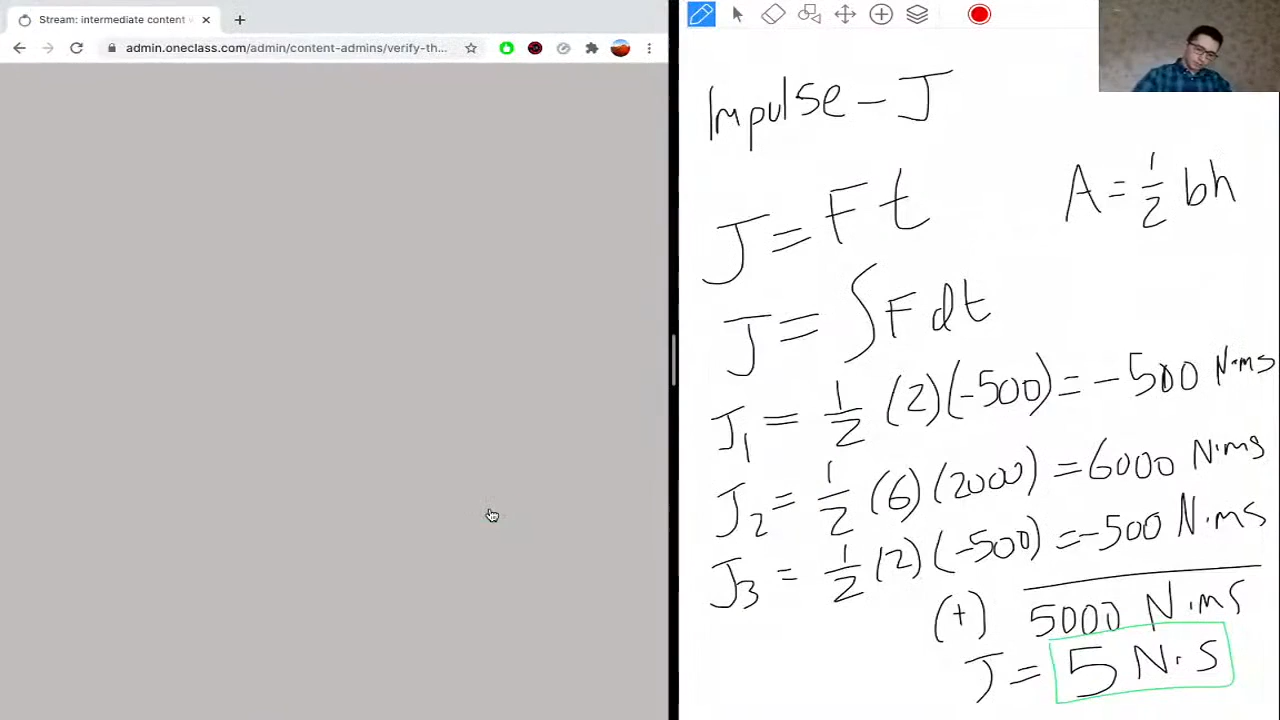 Stream: intermediate content v
admin.oneclass.com/admin/content-admins/verify-th...
Impulse - J
J = Ft
A = 1/2 bh
J = ∫F dt
J1 = 1/2 (2)(-500) = -500 N·ms
J2 = 1/2 (6)(2000) = 6000 N·ms
J3 = 1/2 (2)(-500) = -500 N·ms
(+) 5000 N·ms
J = 5 N·s